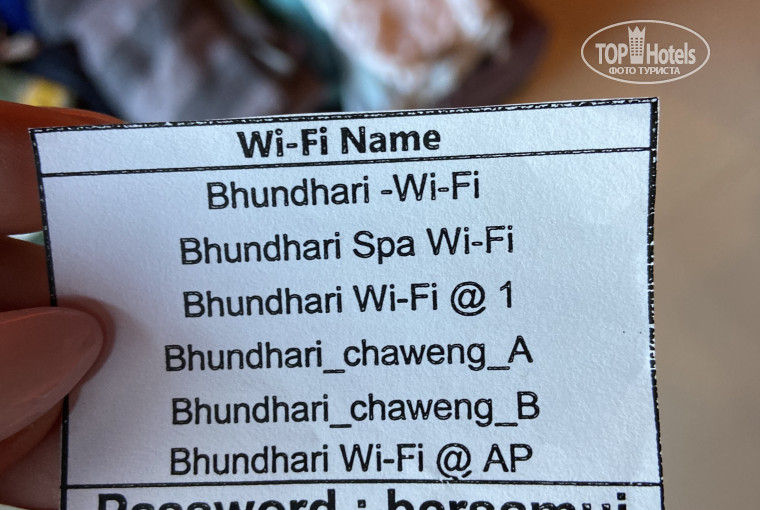 TOP Hotels
ФОТО ТУРИСТА
Wi-Fi Name
Bhundhari -Wi-Fi
Bhundhari Spa Wi-Fi
Bhundhari Wi-Fi @ 1
Bhundhari_chaweng_A
Bhundhari_chaweng_B
Bhundhari Wi-Fi @ AP
Password :